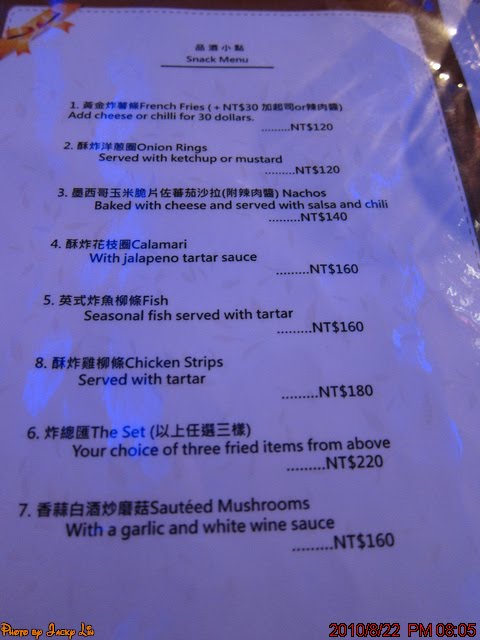 品酒小點
Snack Menu
1. 黃金炸薯條French Fries ( + NT$30 加起司or辣肉醬)
Add cheese or chilli for 30 dollars.
.........NT$120
2. 酥炸洋蔥圈Onion Rings
Served with ketchup or mustard
.........NT$120
3. 墨西哥玉米脆片佐蕃茄沙拉(附辣肉醬) Nachos
Baked with cheese and served with salsa and chili
.........NT$140
4. 酥炸花枝圈Calamari
With jalapeno tartar sauce
.........NT$160
5. 英式炸魚柳條Fish
Seasonal fish served with tartar
.........NT$160
8. 酥炸雞柳條Chicken Strips
Served with tartar
.........NT$180
6. 炸總匯The Set (以上任選三樣)
Your choice of three fried items from above
.........NT$220
7. 香蒜白酒炒磨菇Sautéed Mushrooms
With a garlic and white wine sauce
.........NT$160
Photo by Jacky Liu
2010/8/22 PM 08:05